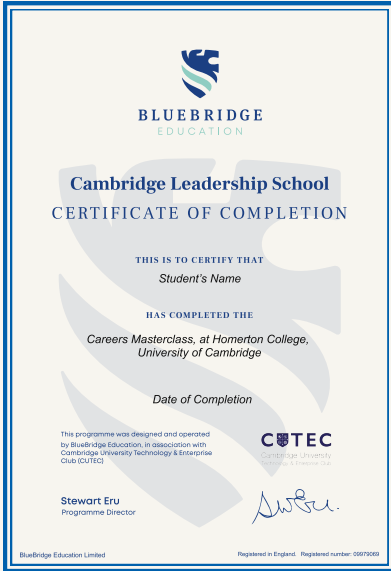 BLUEBRIDGE
EDUCATION
Cambridge Leadership School
CERTIFICATE OF COMPLETION
THIS IS TO CERTIFY THAT
Student's Name
HAS COMPLETED THE
Careers Masterclass, at Homerton College,
University of Cambridge
Date of Completion
This programme was designed and operated
by BlueBridge Education, in association with
Cambridge University Technology & Enterprise
Club (CUTEC)
CUTEC
Cambridge University
Technology & Enterprise Club
Stewart Eru
Programme Director
BlueBridge Education Limited
Registered in England. Registered number: 09979069